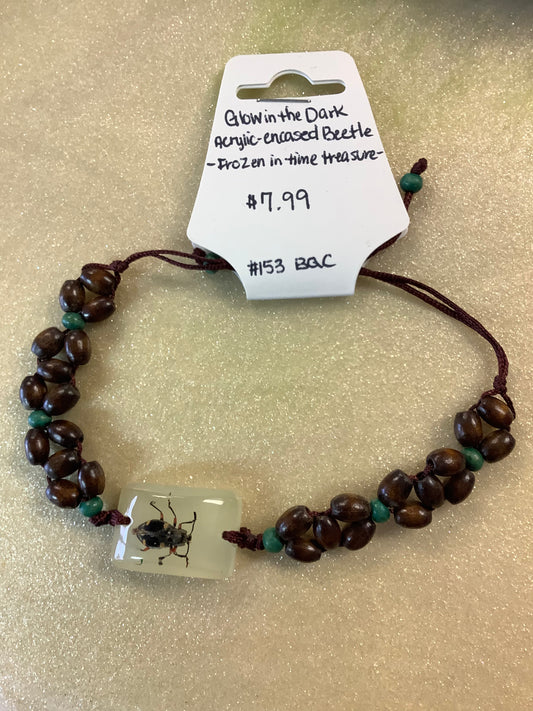 Glow in the Dark
Acrylic-encased Beetle
-Frozen in time treasure-
$7.99
#153 BGC